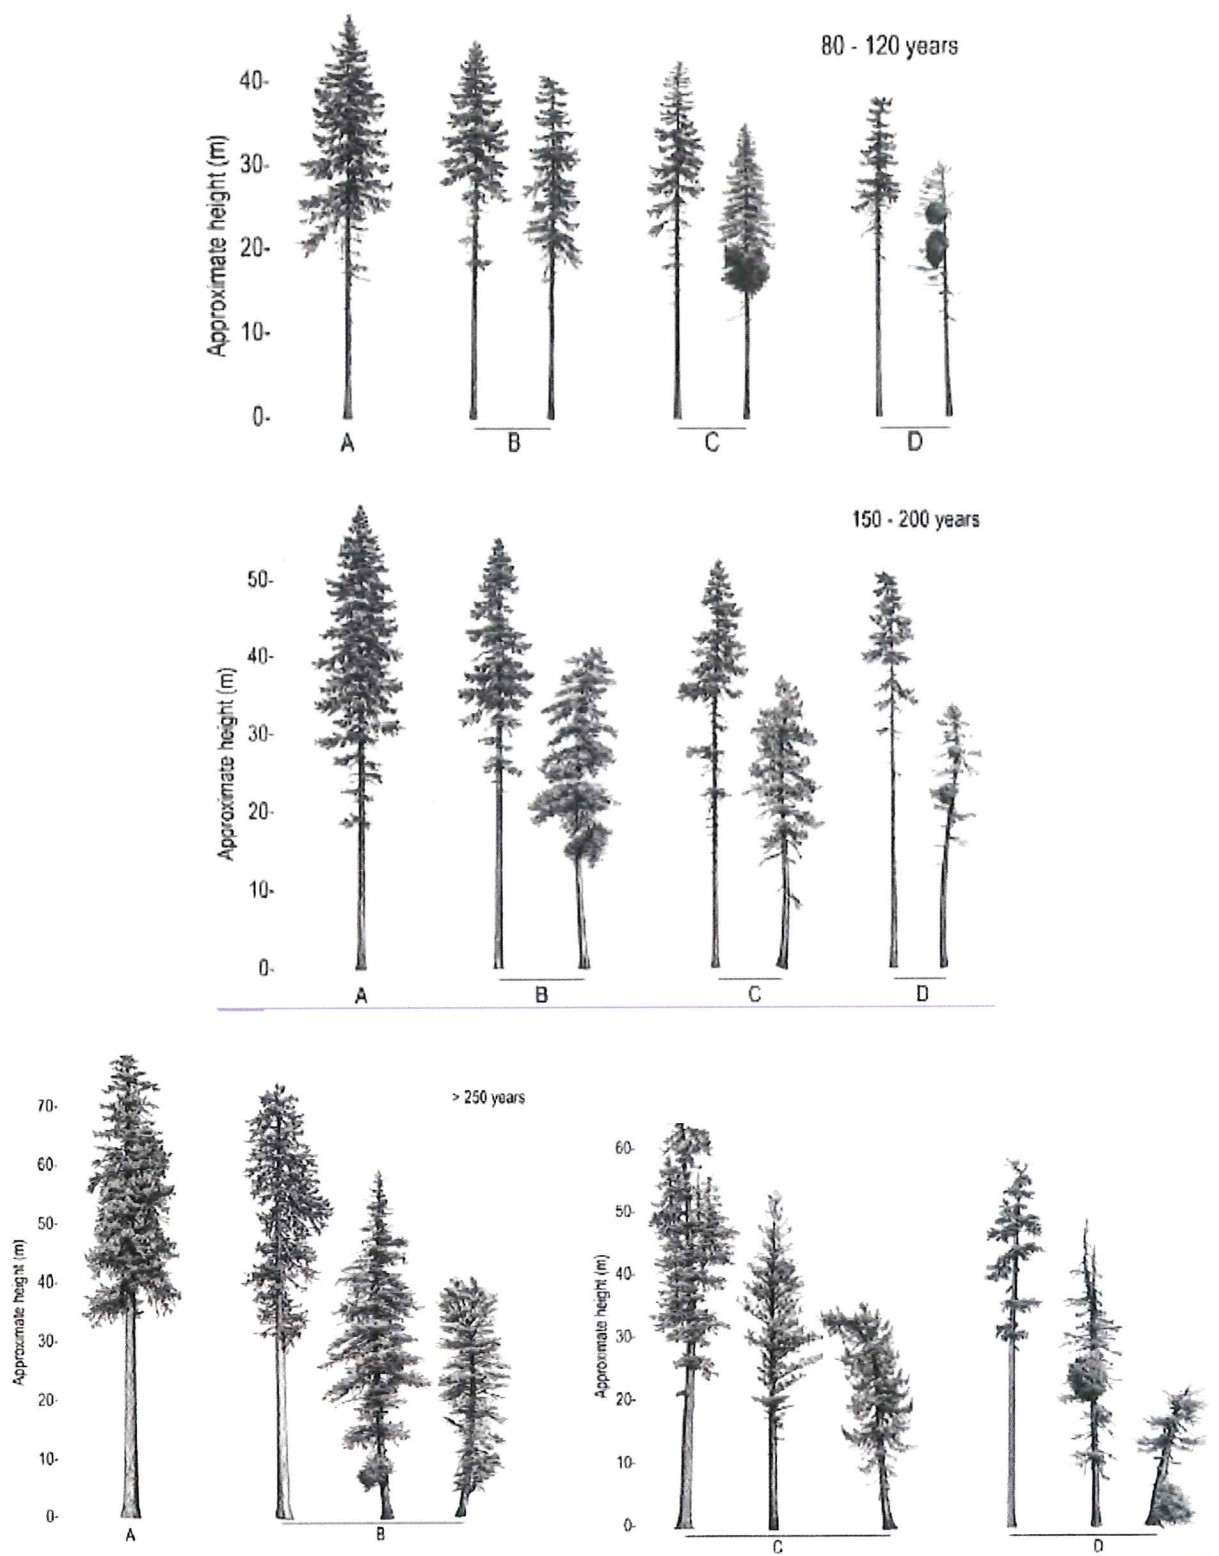 80 - 120 years
Approximate height (m)
40-
30-
20-
10-
0-
A
B
C
D
150 - 200 years
Approximate height (m)
50-
40-
30-
20-
10-
0-
A
B
C
D
> 250 years
Approximate height (m)
70-
60-
50-
40-
30-
20-
10-
0-
A
B
Approximate height (m)
60-
50-
40-
30-
20-
10-
0-
C
D